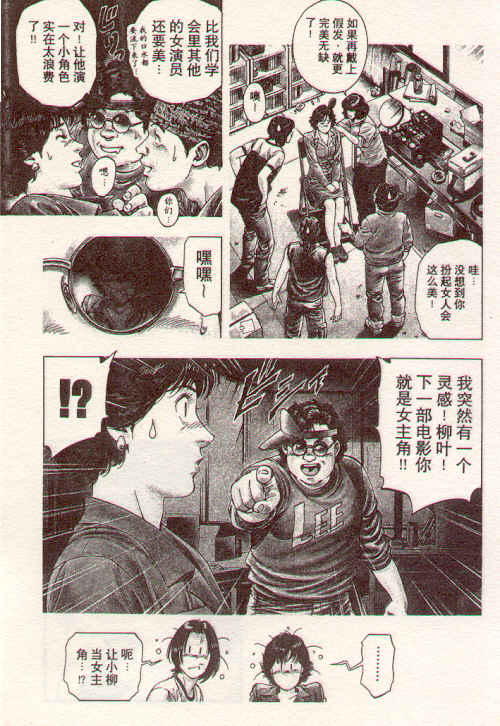 如果再戴上
假发，就更
完美无缺
了！
噢~
哇…
没想到你
扮起女人会
这么美！
比我们学
会里其他
的女演员
还要美…
我的口水都
要流下来了
对！让他演
一个小角色
实在太浪费
了!!
嗯…
你们…
嘿嘿~
我突然有一个
灵感！柳叶！
下一部电影你
就是女主角!!
!?
LEE
…………
呃…
让小柳
当女主
角…!?